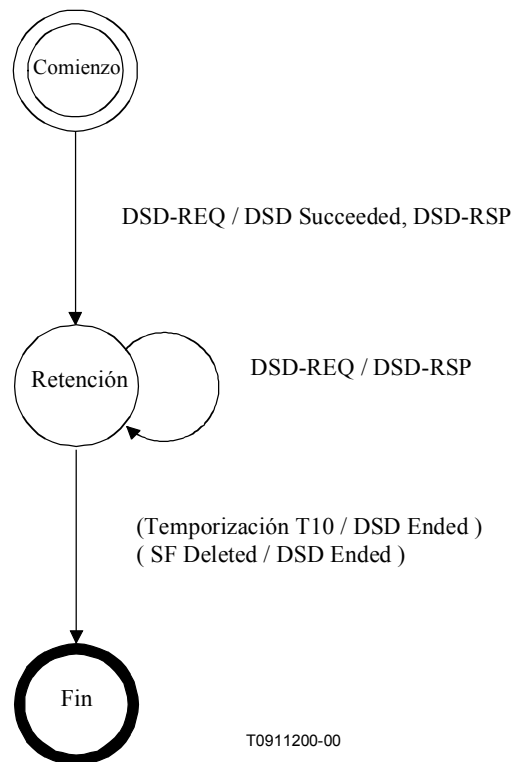 Comienzo
DSD-REQ / DSD Succeeded, DSD-RSP
Retención
DSD-REQ / DSD-RSP
(Temporización T10 / DSD Ended )
( SF Deleted / DSD Ended )
Fin
T0911200-00